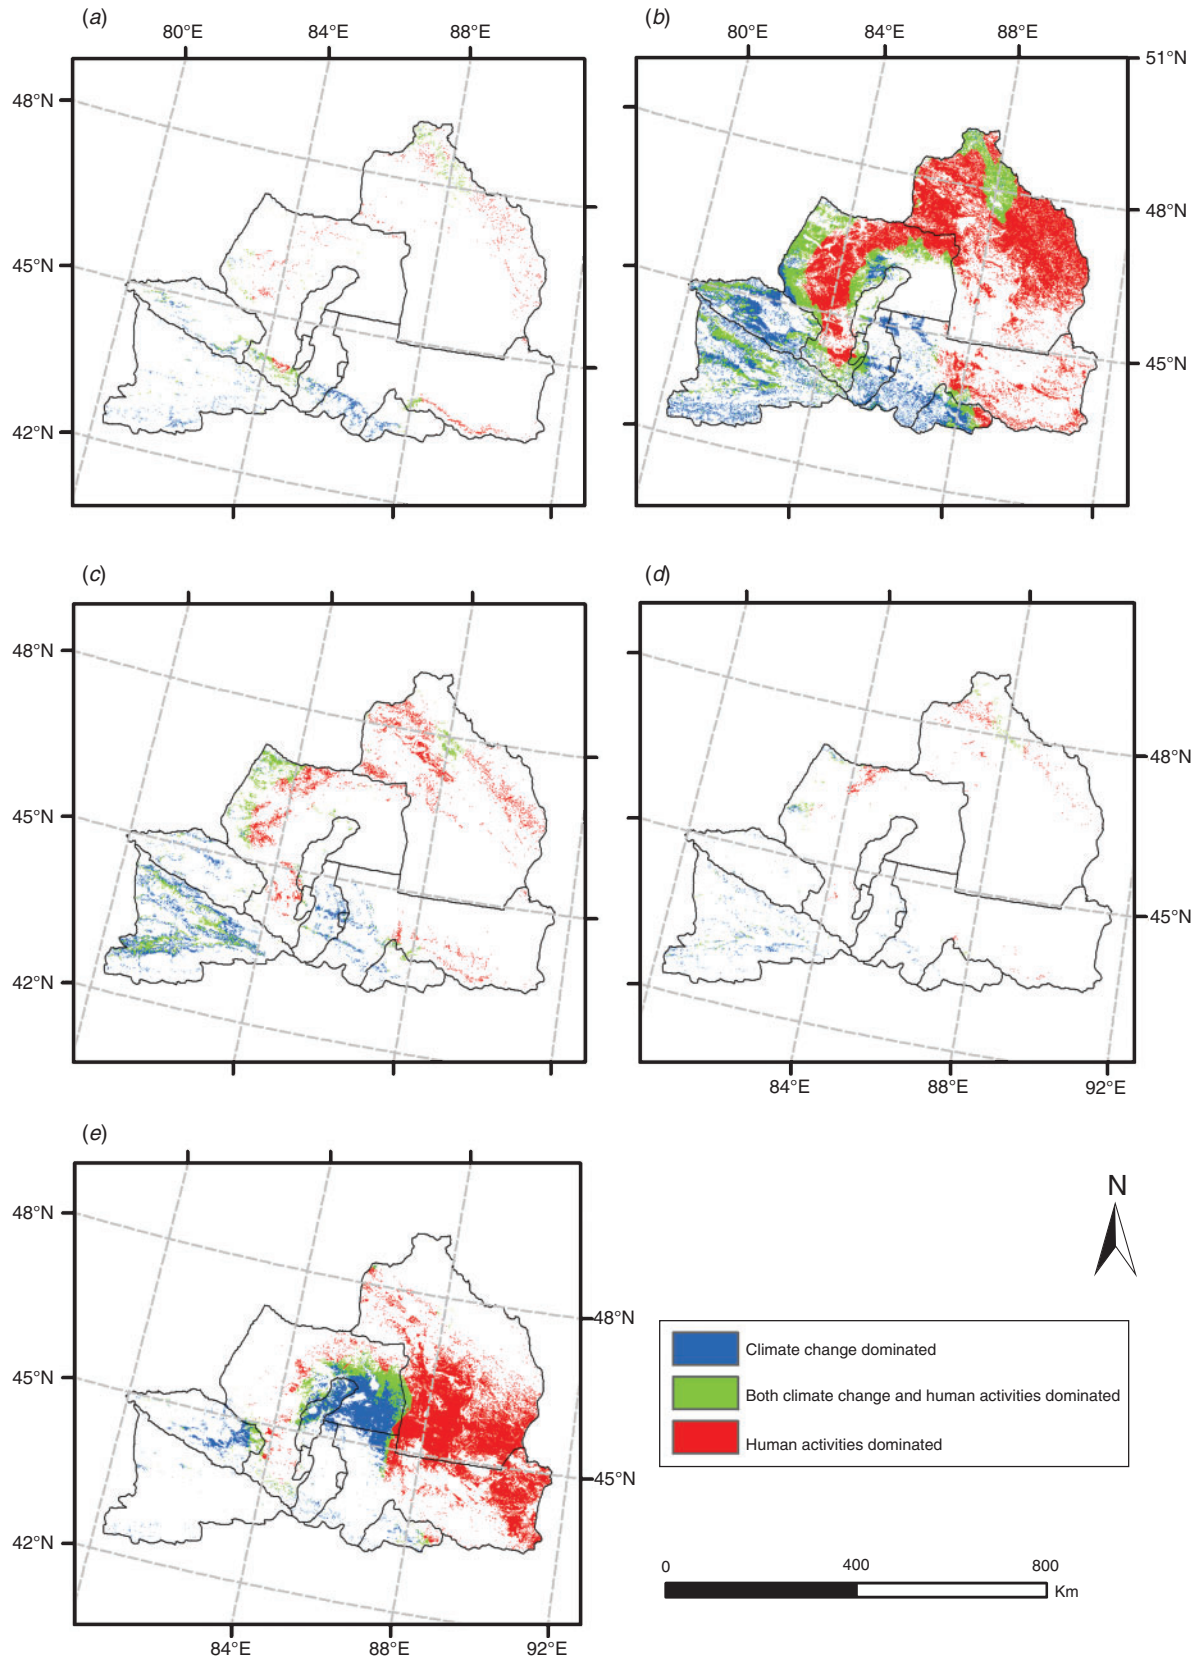 (a)
(b)
80°E 84°E 88°E
80°E 84°E 88°E
51°N
48°N
45°N
42°N
48°N
45°N
(c)
(d)
48°N
45°N
42°N
48°N
45°N
84°E 88°E 92°E
(e)
48°N
45°N
42°N
48°N
45°N
84°E 88°E 92°E
N
Climate change dominated
Both climate change and human activities dominated
Human activities dominated
0 400 800
Km